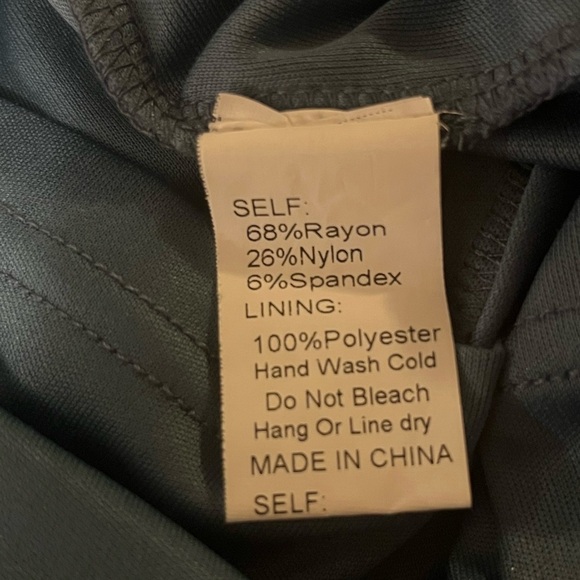 SELF:
68%Rayon
26%Nylon
6%Spandex
LINING:
100%Polyester
Hand Wash Cold
Do Not Bleach
Hang Or Line dry
MADE IN CHINA
SELF: